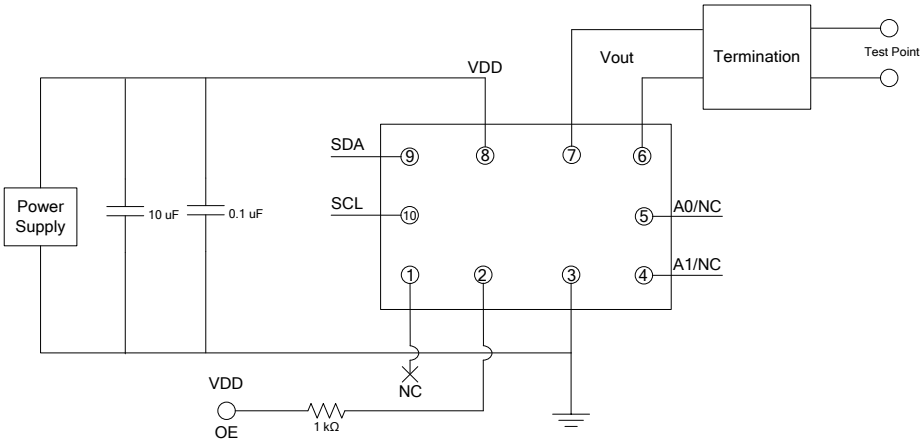 Vout
Termination
Test Point
VDD
SDA
9
8
7
6
Power
Supply
10 uF
0.1 uF
SCL
10
5
A0/NC
1
2
3
4
A1/NC
NC
VDD
OE
1 kΩ